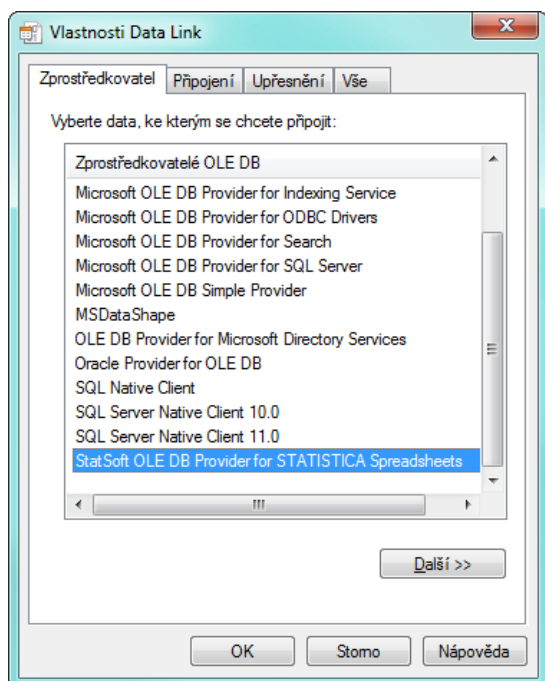 Vlastnosti Data Link
Zprostředkovatel Připojení Upřesnění Vše
Vyberte data, ke kterým se chcete připojit:
Zprostředkovatelé OLE DB
Microsoft OLE DB Provider for Indexing Service
Microsoft OLE DB Provider for ODBC Drivers
Microsoft OLE DB Provider for Search
Microsoft OLE DB Provider for SQL Server
Microsoft OLE DB Simple Provider
MSDataShape
OLE DB Provider for Microsoft Directory Services
Oracle Provider for OLE DB
SQL Native Client
SQL Server Native Client 10.0
SQL Server Native Client 11.0
StatSoft OLE DB Provider for STATISTICA Spreadsheets
Další >>
OK Storno Nápověda